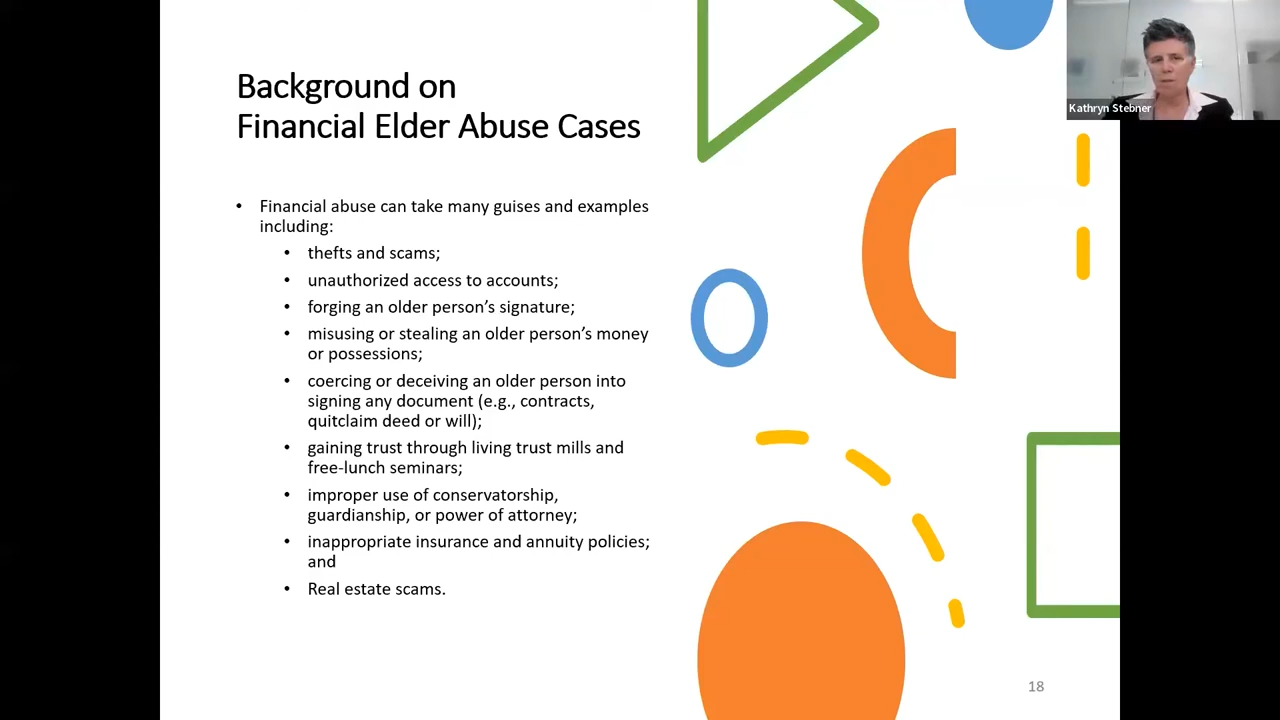 Background on
Financial Elder Abuse Cases
Kathryn Stebner
• Financial abuse can take many guises and examples
including:
• thefts and scams;
• unauthorized access to accounts;
• forging an older person’s signature;
• misusing or stealing an older person’s money
or possessions;
• coercing or deceiving an older person into
signing any document (e.g., contracts,
quitclaim deed or will);
• gaining trust through living trust mills and
free-lunch seminars;
• improper use of conservatorship,
guardianship, or power of attorney;
• inappropriate insurance and annuity policies;
and
• Real estate scams.
18